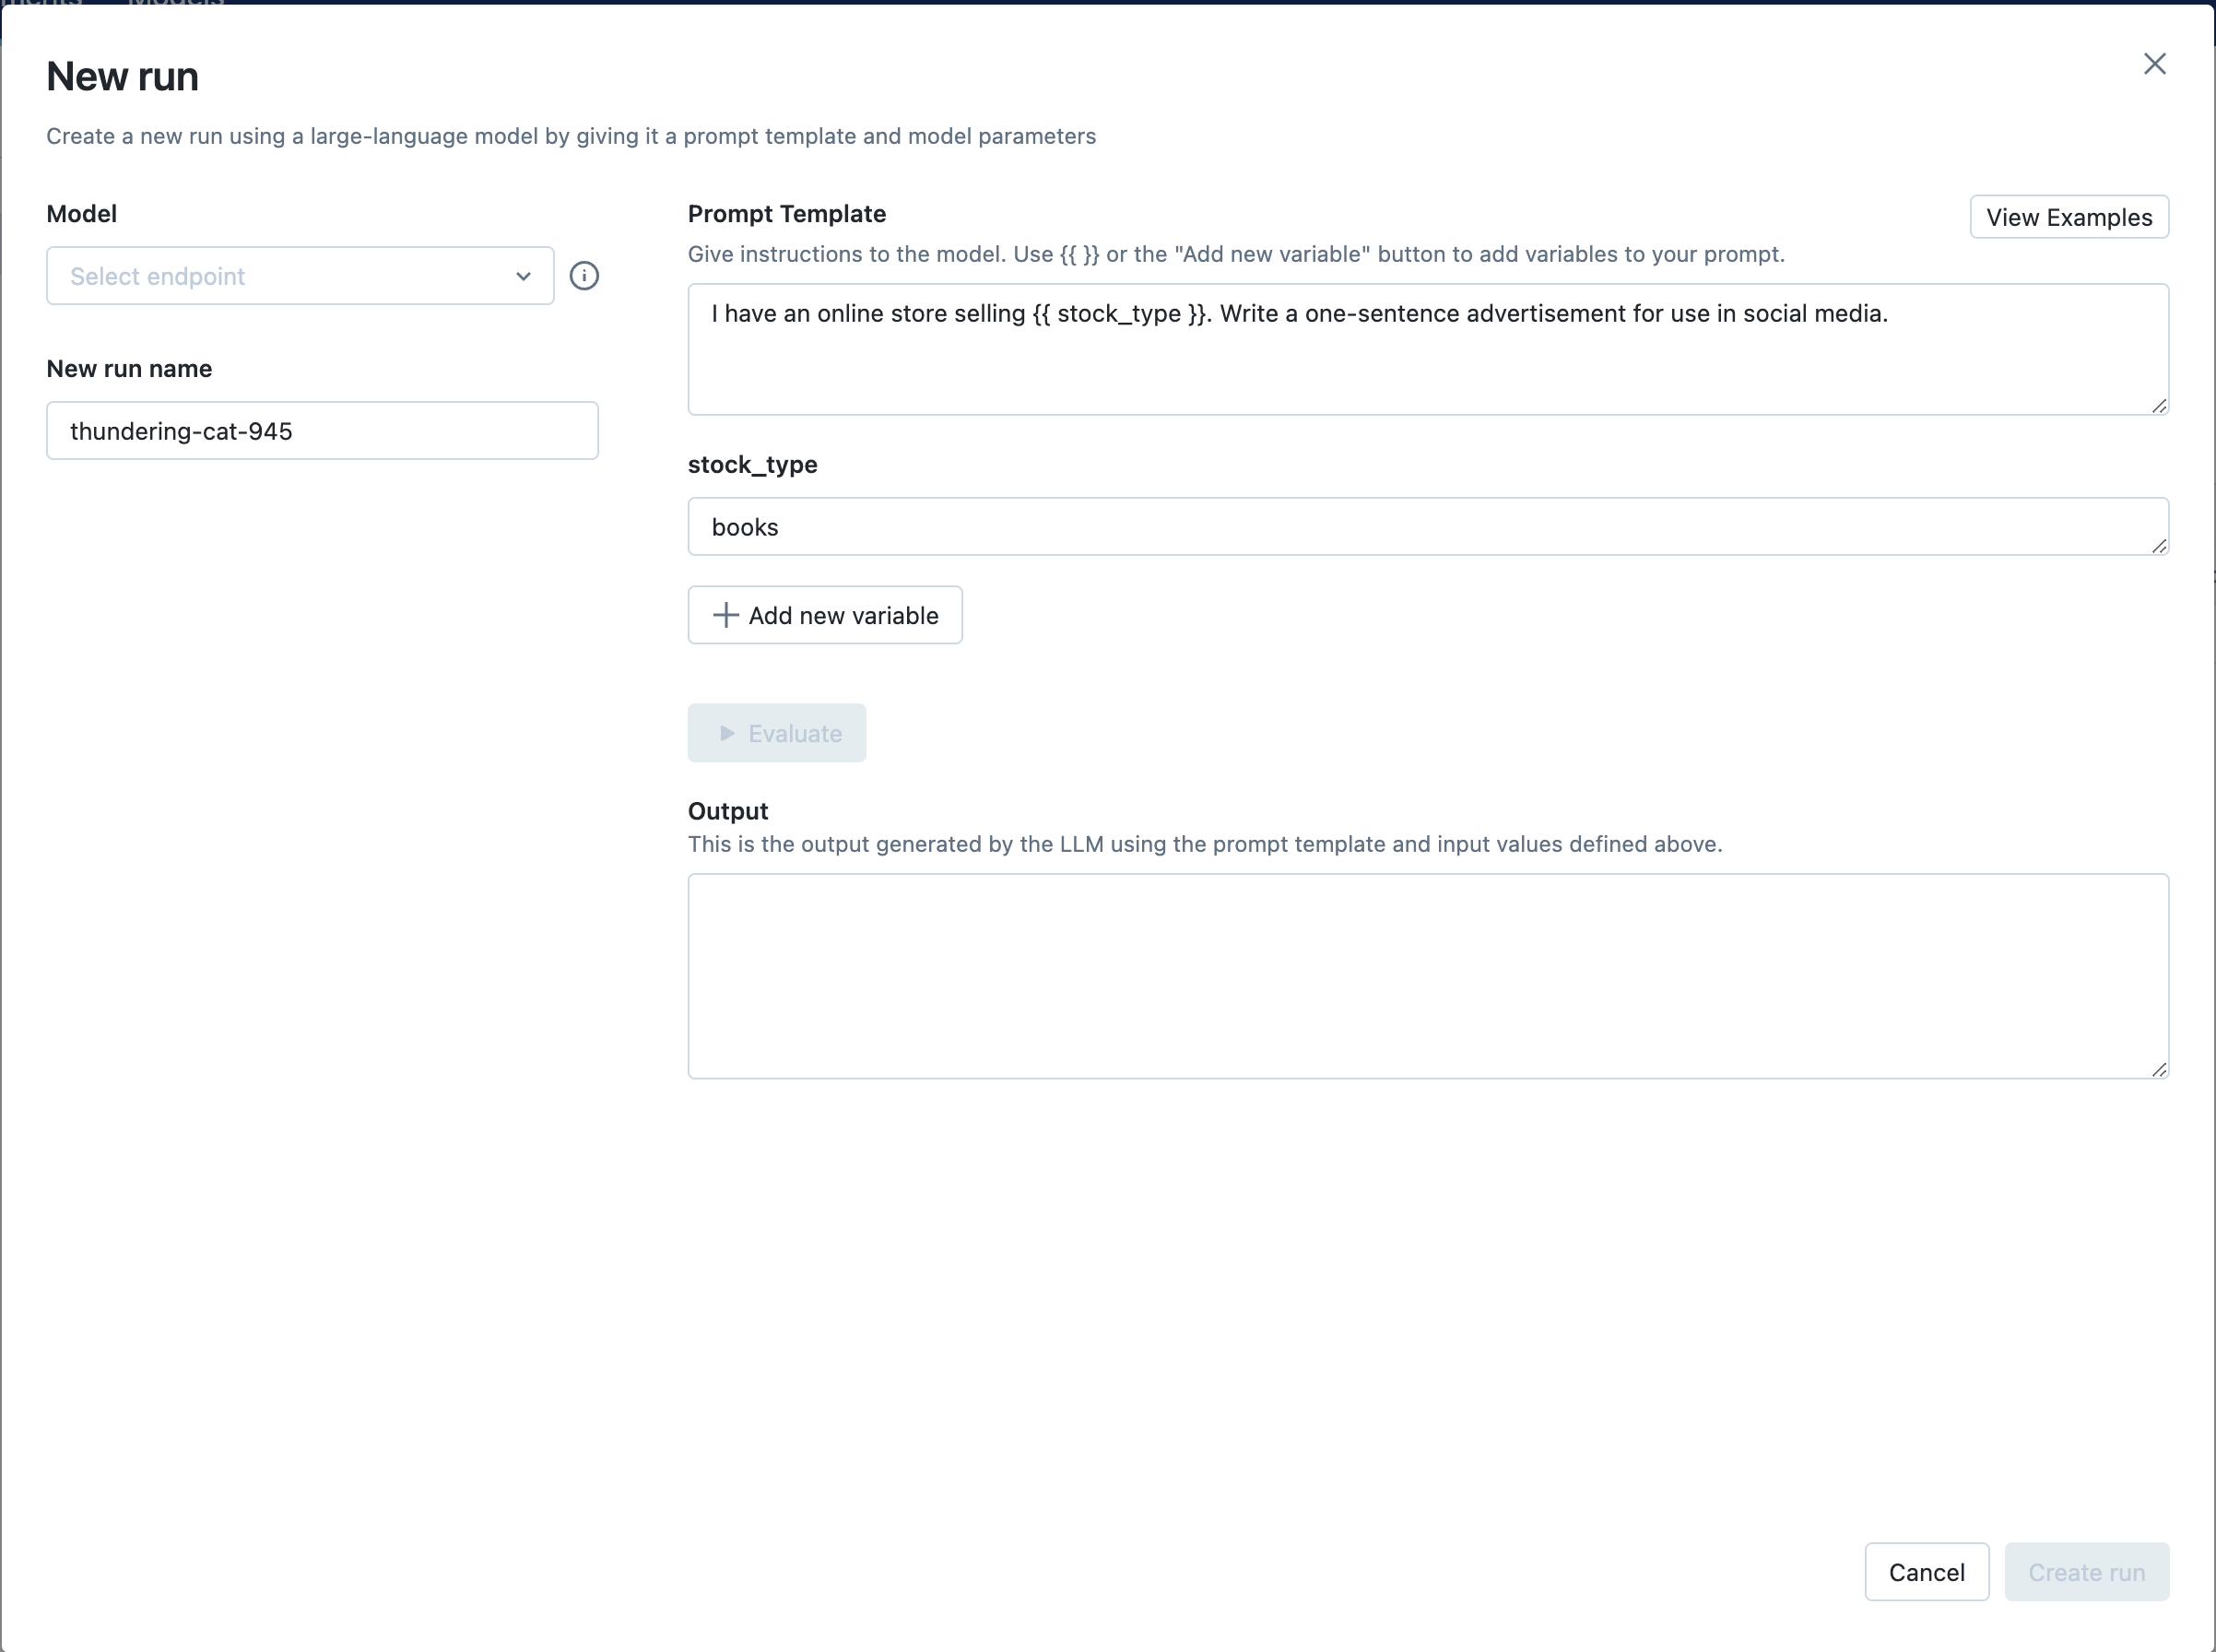 New run
Create a new run using a large-language model by giving it a prompt template and model parameters
Model
Select endpoint
New run name
thundering-cat-945
Prompt Template
View Examples
Give instructions to the model. Use {{ }} or the "Add new variable" button to add variables to your prompt.
I have an online store selling {{ stock_type }}. Write a one-sentence advertisement for use in social media.
stock_type
books
Add new variable
Evaluate
Output
This is the output generated by the LLM using the prompt template and input values defined above.
Cancel
Create run